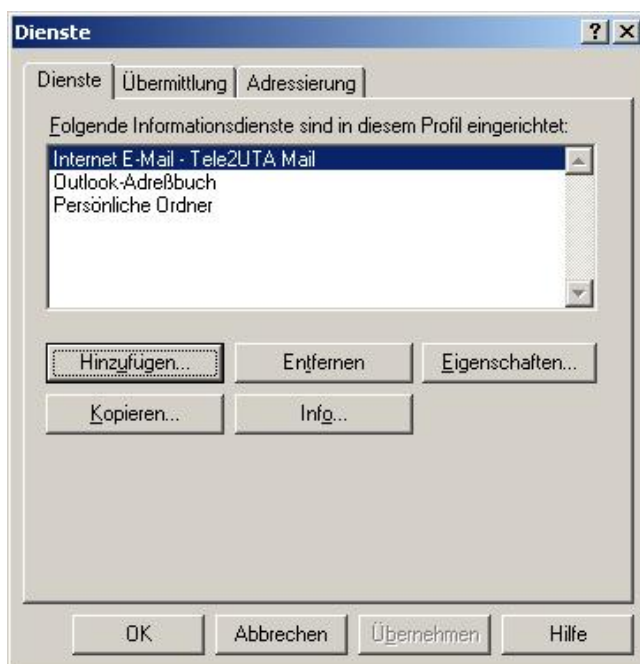 Dienste
Dienste Übermittlung Adressierung
Folgende Informationsdienste sind in diesem Profil eingerichtet:
Internet E-Mail - Tele2UTA Mail
Outlook-Adreßbuch
Persönliche Ordner
Hinzufügen... Entfernen Eigenschaften...
Kopieren... Info...
OK Abbrechen Übernehmen Hilfe